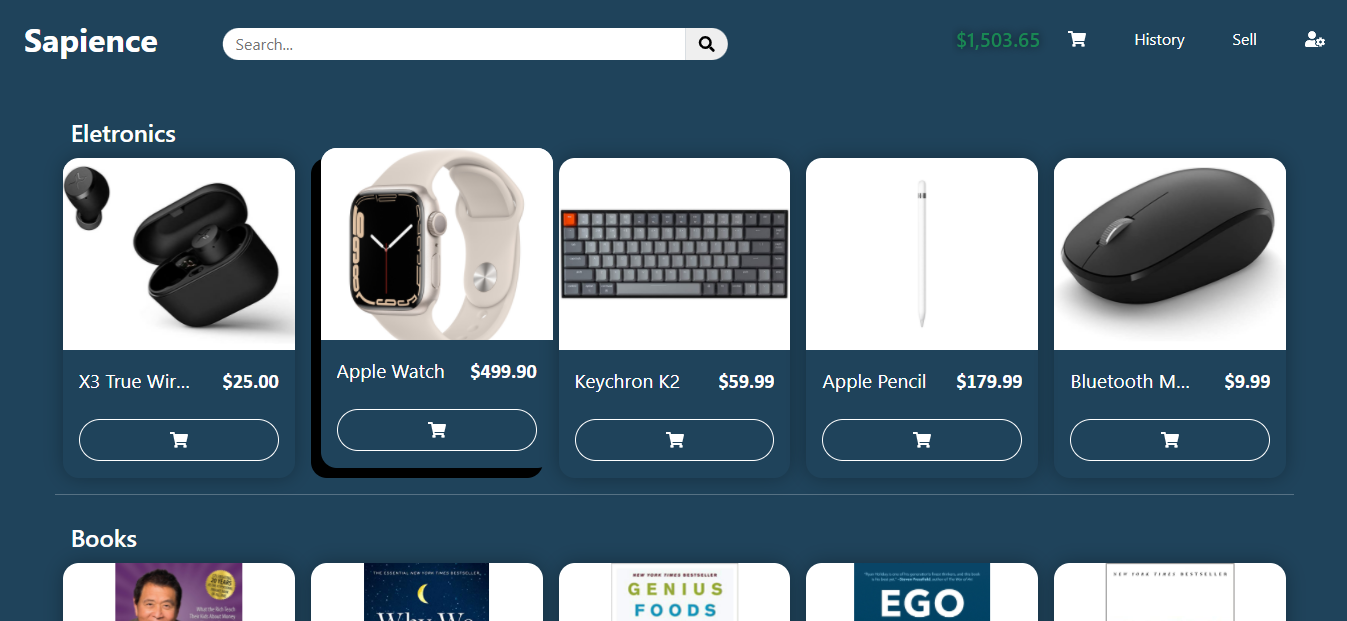 Sapience
Search...
$1,503.65
History
Sell
Eletronics
X3 True Wir... $25.00
Apple Watch $499.90
Keychron K2 $59.99
Apple Pencil $179.99
Bluetooth M... $9.99
Books
20 YEARS
What the Rich Teach
Their Kids About Money
THE ESSENTIAL NEW YORK TIMES BESTSELLER
Why We
NEW YORK TIMES BESTSELLER
GENIUS
FOODS
EGO
NEW YORK TIMES BESTSELLER